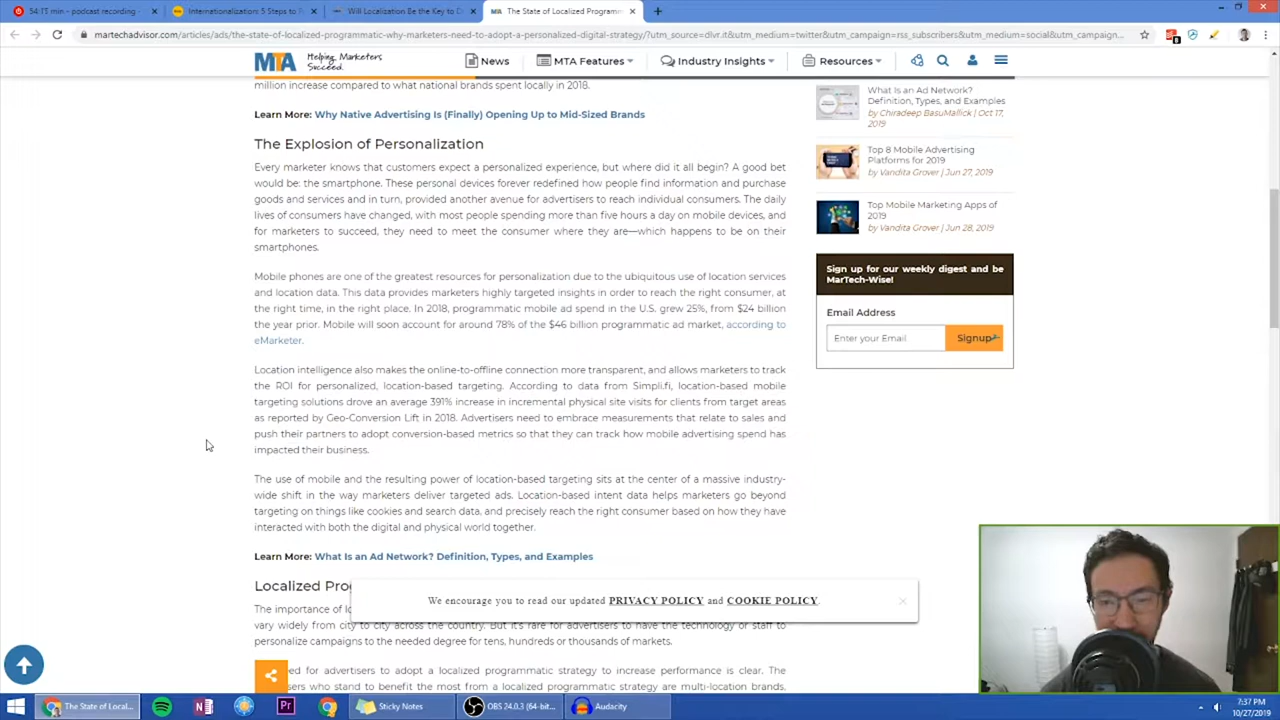 54:15 min - podcast recording -
Internationalization: 5 Steps to P
Will Localization Be the Key to C
The State of Localized Programm
martechadvisor.com/articles/ads/the-state-of-localized-programmatic-why-marketers-need-to-adopt-a-personalized-digital-strategy/?utm_source=dlvr.it&utm_medium=twitter&utm_campaign=rss_subscribers&utm_medium=social&utm_campaign...
MTA Helping Marketers Succeed.
News
MTA Features
Industry Insights
Resources
million increase compared to what national brands spent locally in 2018.
Learn More: Why Native Advertising Is (Finally) Opening Up to Mid-Sized Brands
The Explosion of Personalization
Every marketer knows that customers expect a personalized experience, but where did it all begin? A good bet
would be: the smartphone. These personal devices forever redefined how people find information and purchase
goods and services and in turn, provided another avenue for advertisers to reach individual consumers. The daily
lives of consumers have changed, with most people spending more than five hours a day on mobile devices, and
for marketers to succeed, they need to meet the consumer where they are—which happens to be on their
smartphones.
Mobile phones are one of the greatest resources for personalization due to the ubiquitous use of location services
and location data. This data provides marketers highly targeted insights in order to reach the right consumer, at
the right time, in the right place. In 2018, programmatic mobile ad spend in the U.S. grew 25%, from $24 billion
the year prior. Mobile will soon account for around 78% of the $46 billion programmatic ad market, according to
eMarketer.
Location intelligence also makes the online-to-offline connection more transparent, and allows marketers to track
the ROI for personalized, location-based targeting. According to data from Simpli.fi, location-based mobile
targeting solutions drove an average 391% increase in incremental physical site visits for clients from target areas
as reported by Geo-Conversion Lift in 2018. Advertisers need to embrace measurements that relate to sales and
push their partners to adopt conversion-based metrics so that they can track how mobile advertising spend has
impacted their business.
The use of mobile and the resulting power of location-based targeting sits at the center of a massive industry-
wide shift in the way marketers deliver targeted ads. Location-based intent data helps marketers go beyond
targeting on things like cookies and search data, and precisely reach the right consumer based on how they have
interacted with both the digital and physical world together.
Learn More: What Is an Ad Network? Definition, Types, and Examples
Localized Pro
The importance of lo
vary widely from city to city across the country. But it's rare for advertisers to have the technology or staff to
personalize campaigns to the needed degree for tens, hundreds or thousands of markets.
ed for advertisers to adopt a localized programmatic strategy to increase performance is clear. The
sers who stand to benefit the most from a localized programmatic strategy are multi-location brands,
What Is an Ad Network?
Definition, Types, and Examples
by Chiradeep BasuMallick | Oct 17,
2019
Top 8 Mobile Advertising
Platforms for 2019
by Vandita Grover | Jun 27, 2019
Top Mobile Marketing Apps of
2019
by Vandita Grover | Jun 28, 2019
Sign up for our weekly digest and be
MarTech-Wise!
Email Address
Enter your Email
Signup
We encourage you to read our updated PRIVACY POLICY and COOKIE POLICY.
The State of Local...
Sticky Notes
OBS 24.0.3 (64-bit...
Audacity
7:37 PM
10/27/2019